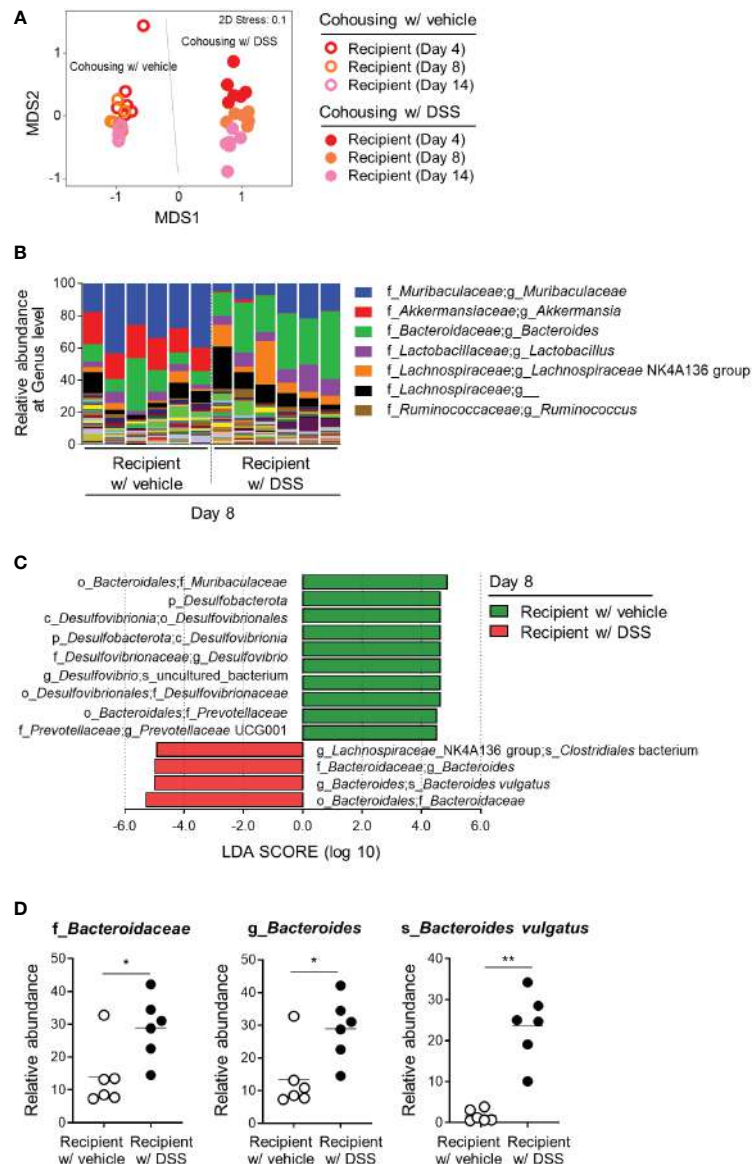 A
2D Stress: 0.1
Cohousing w/ DSS
Cohousing w/ vehicle
1
0
-1
MDS2
-1
0
1
MDS1
Cohousing w/ vehicle
Recipient (Day 4)
Recipient (Day 8)
Recipient (Day 14)
Cohousing w/ DSS
Recipient (Day 4)
Recipient (Day 8)
Recipient (Day 14)
B
Relative abundance
at Genus level
100
80
60
40
20
0
Recipient
w/ vehicle
Recipient
w/ DSS
Day 8
f_Muribaculaceae;g_Muribaculaceae
f_Akkermansiaceae;g_Akkermansia
f_Bacteroidaceae;g_Bacteroides
f_Lactobacillaceae;g_Lactobacillus
f_Lachnospiraceae;g_Lachnospiraceae NK4A136 group
f_Lachnospiraceae;g__
f_Ruminococcaceae;g_Ruminococcus
C
o_Bacteroidales;f_Muribaculaceae
p_Desulfobacterota
c_Desulfovibrionia;o_Desulfovibrionales
p_Desulfobacterota;c_Desulfovibrionia
f_Desulfovibrionaceae;g_Desulfovibrio
g_Desulfovibrio;s_uncultured_bacterium
o_Desulfovibrionales;f_Desulfovibrionaceae
o_Bacteroidales;f_Prevotellaceae
f_Prevotellaceae;g_Prevotellaceae UCG001
g_Lachnospiraceae_NK4A136 group;s_Clostridiales bacterium
f_Bacteroidaceae;g_Bacteroides
g_Bacteroides;s_Bacteroides vulgatus
o_Bacteroidales;f_Bacteroidaceae
-6.0
-4.0
-2.0
0.0
2.0
4.0
6.0
LDA SCORE (log 10)
Day 8
Recipient w/ vehicle
Recipient w/ DSS
D
f_Bacteroidaceae
*
Relative abundance
50
40
30
20
10
0
Recipient
w/ vehicle
Recipient
w/ DSS
g_Bacteroides
*
Relative abundance
50
40
30
20
10
0
Recipient
w/ vehicle
Recipient
w/ DSS
s_Bacteroides vulgatus
**
Relative abundance
40
30
20
10
0
Recipient
w/ vehicle
Recipient
w/ DSS